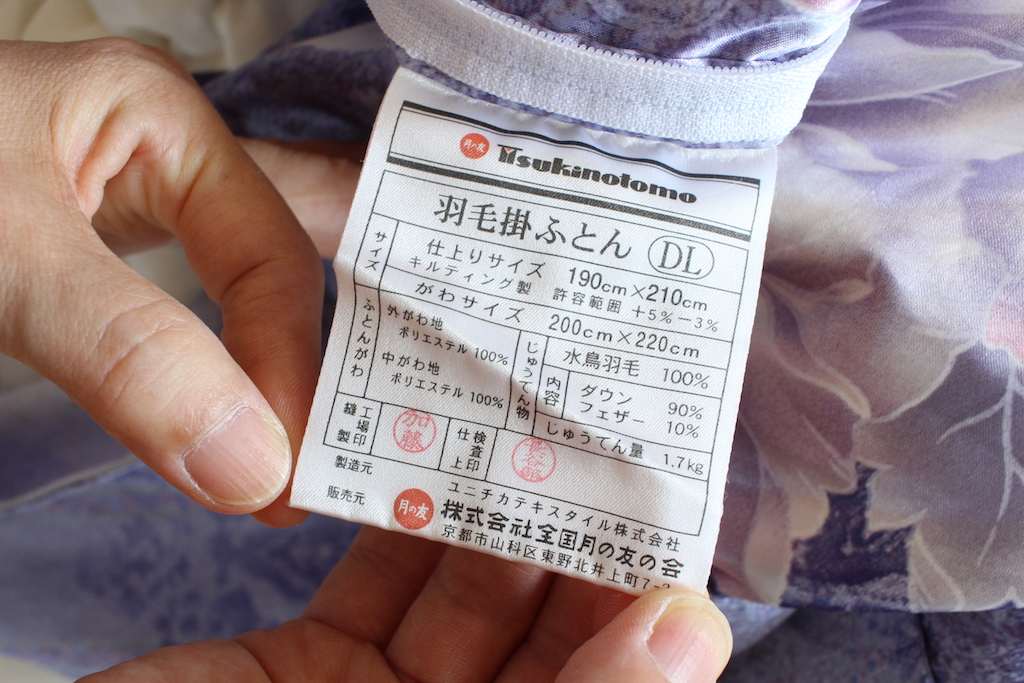 月の友 Tsukinotomo
羽毛掛ふとん DL
サイズ
仕上りサイズ 190cm×210cm
キルティング製 許容範囲 +5%−3%
がわサイズ 200cm×220cm
ふとんがわ
外がわ地
ポリエステル 100%
中がわ地
ポリエステル 100%
じゅうてん物
水鳥羽毛 100%
内容
ダウン 90%
フェザー 10%
じゅうてん量 1.7kg
縫製工場印
加藤
仕上検査印
製造元 ユニチカテキスタイル株式会社
販売元 月の友 株式会社全国月の友の会
京都市山科区東野北井上町7-